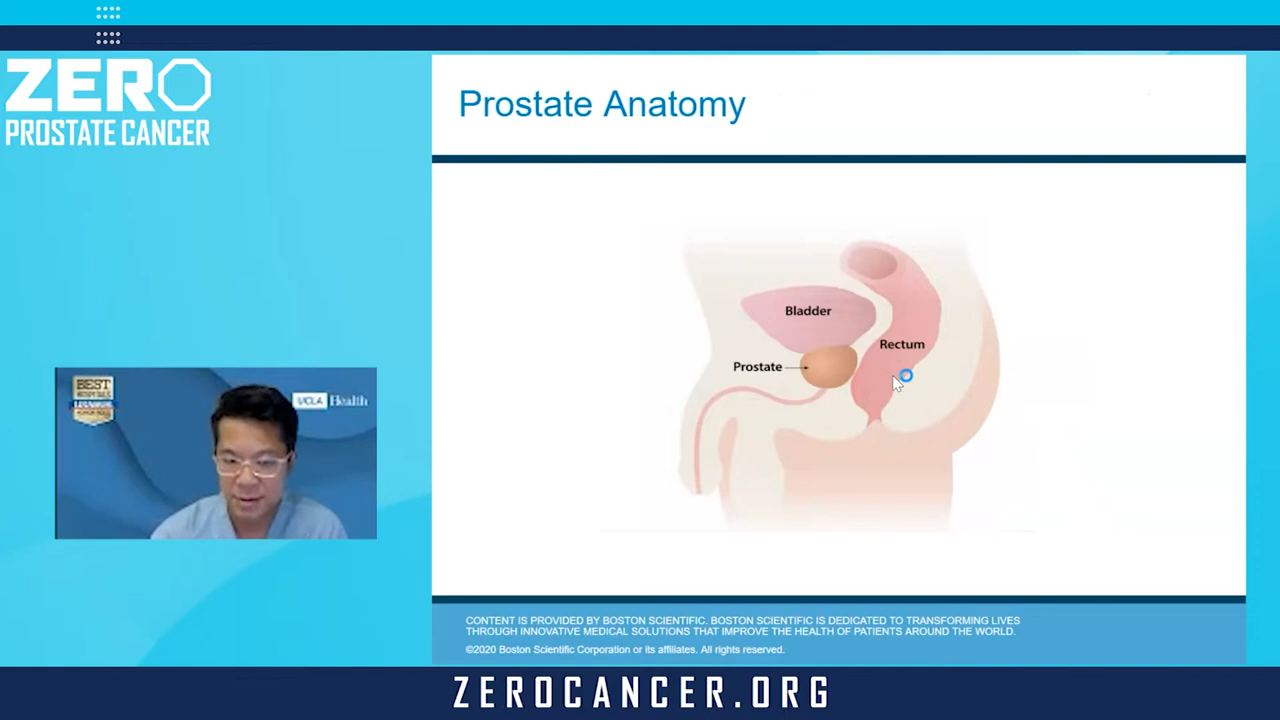 ZERO
PROSTATE CANCER
Prostate Anatomy
Bladder
Rectum
Prostate
BEST
HOSPITALS
UCLA Health
CONTENT IS PROVIDED BY BOSTON SCIENTIFIC. BOSTON SCIENTIFIC IS DEDICATED TO TRANSFORMING LIVES
THROUGH INNOVATIVE MEDICAL SOLUTIONS THAT IMPROVE THE HEALTH OF PATIENTS AROUND THE WORLD.
©2020 Boston Scientific Corporation or its affiliates. All rights reserved.
ZEROCANCER.ORG